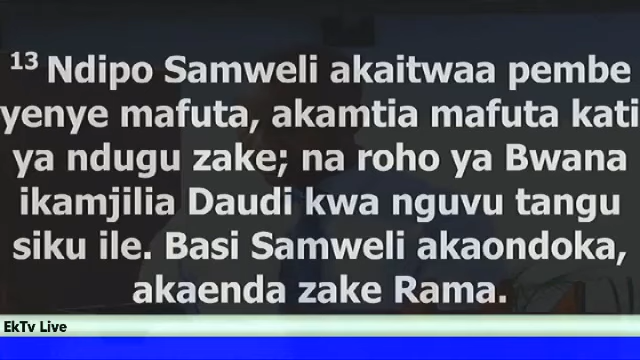 13 Ndipo Samweli akaitwaa pembe
yenye mafuta, akamtia mafuta kati
ya ndugu zake; na roho ya Bwana
ikamjilia Daudi kwa nguvu tangu
siku ile. Basi Samweli akaondoka,
akaenda zake Rama.
EkTv Live